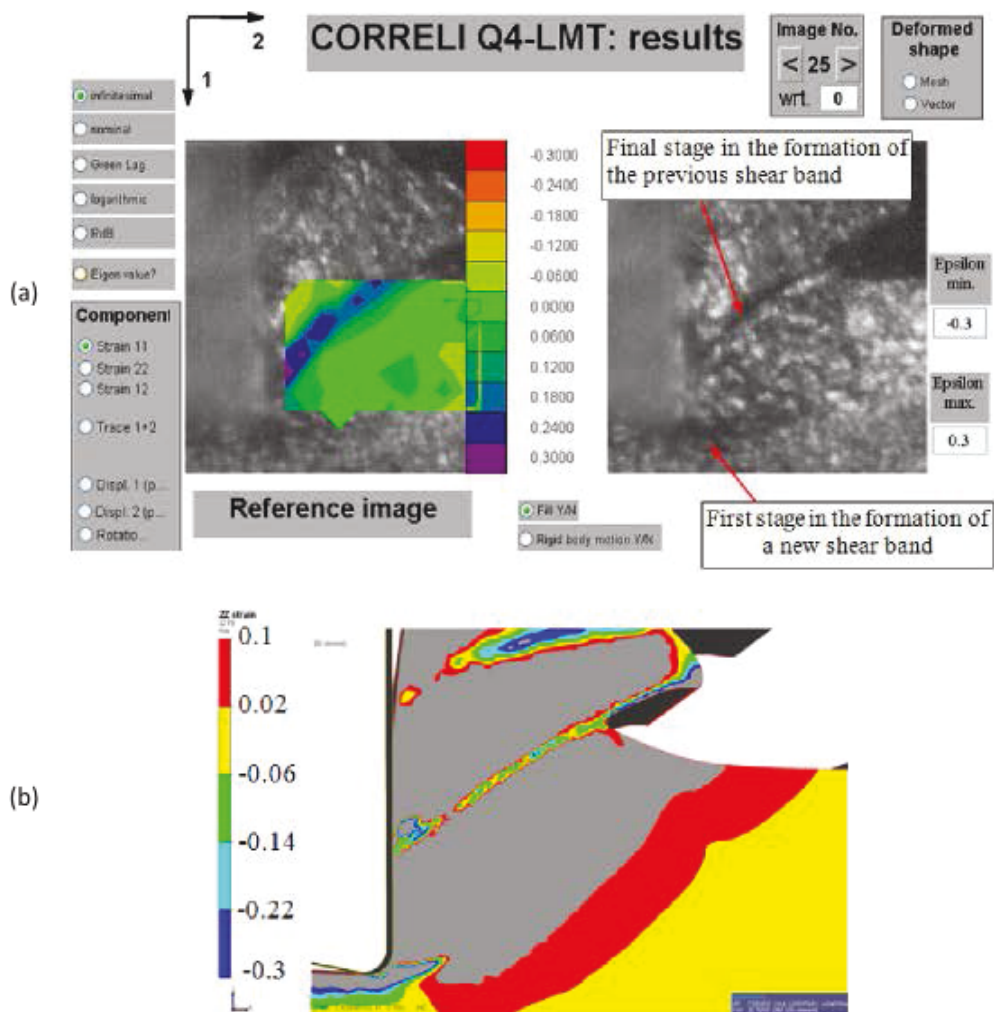 CORRELI Q4-LMT: results
2
1
Image No.
< 25 >
wrt. 0
Deformed
shape
Mesh
Vector
infinitesimal
nominal
Green Lag.
logarithmic
Eigen value?
Component
Strain 11
Strain 22
Strain 12
Trace 1+2
Displ. 1 (p...
Displ. 2 (p...
Rotatio...
-0.3000
-0.2400
-0.1800
-0.1200
-0.0600
0.0000
0.0600
0.1200
0.1800
0.2400
0.3000
Final stage in the formation of
the previous shear band
Epsilon
min.
-0.3
Epsilon
max.
0.3
(a)
Reference image
Fill Y/N
Rigid body motion Y/N
First stage in the formation of
a new shear band
ZZ strain
0.1
0.02
-0.06
-0.14
-0.22
-0.3
(b)